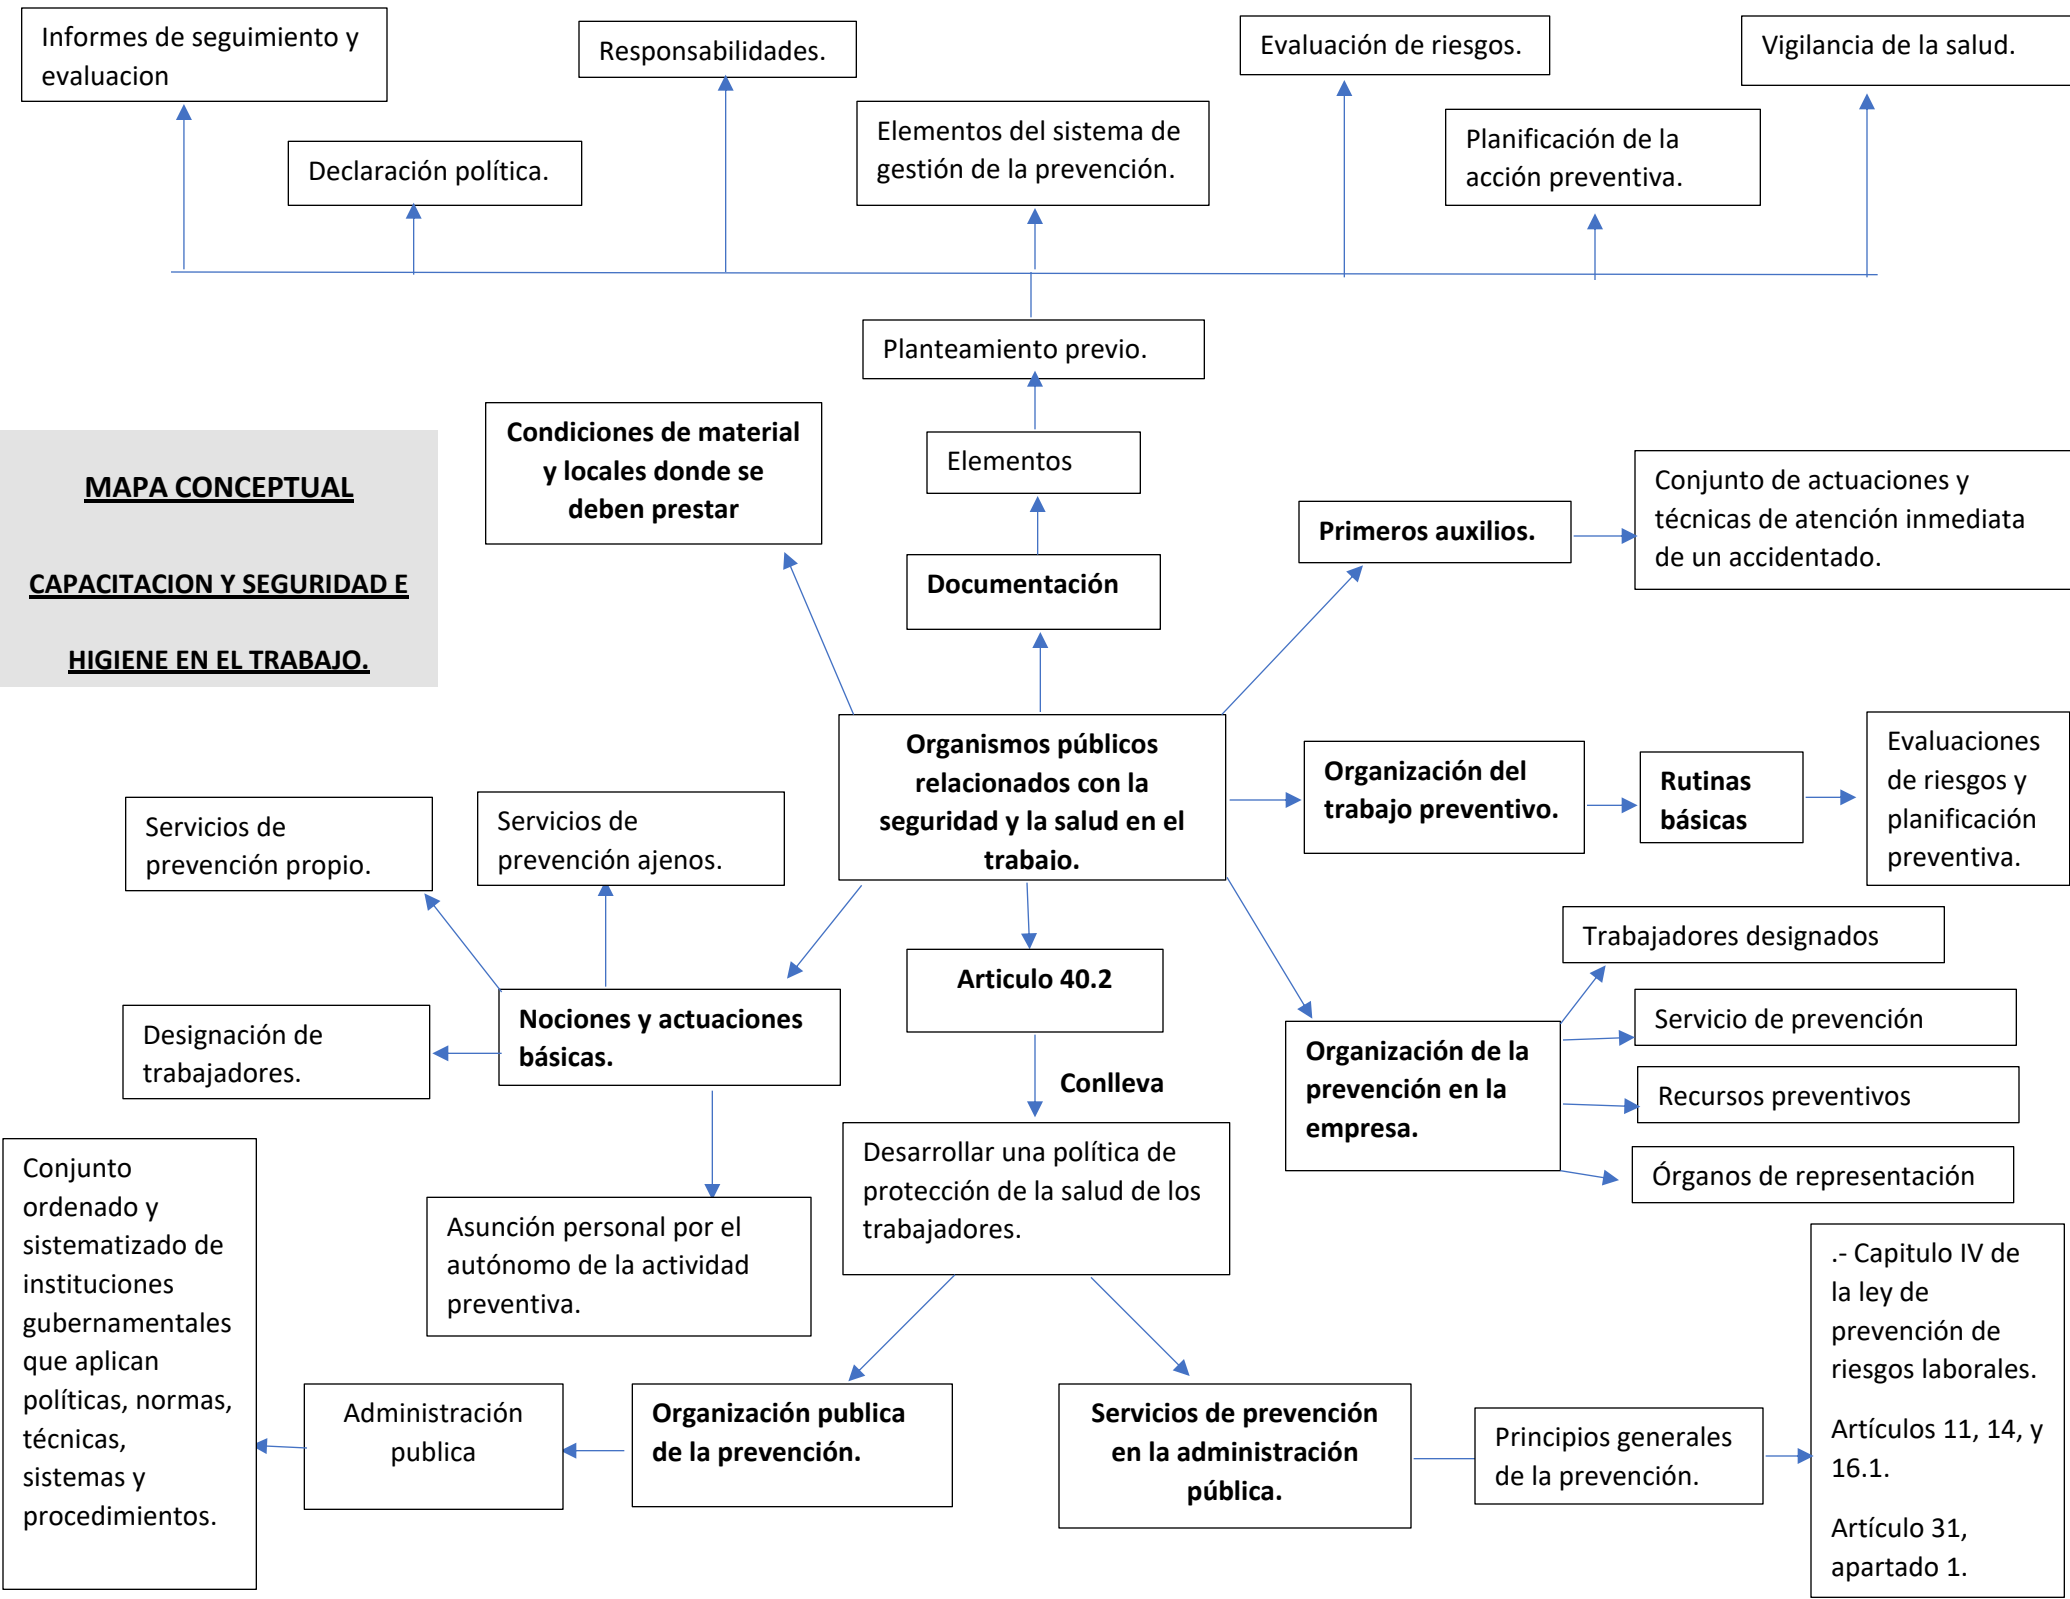 Informes de seguimiento y
evaluacion
Responsabilidades.
Evaluación de riesgos.
Vigilancia de la salud.
Declaración política.
Elementos del sistema de
gestión de la prevención.
Planificación de la
acción preventiva.
Planteamiento previo.
Condiciones de material
y locales donde se
deben prestar
Elementos
MAPA CONCEPTUAL
CAPACITACION Y SEGURIDAD E
HIGIENE EN EL TRABAJO.
Documentación
Primeros auxilios.
Conjunto de actuaciones y
técnicas de atención inmediata
de un accidentado.
Organismos públicos
relacionados con la
seguridad y la salud en el
trabajo.
Organización del
trabajo preventivo.
Rutinas
básicas
Evaluaciones
de riesgos y
planificación
preventiva.
Servicios de
prevención propio.
Servicios de
prevención ajenos.
Trabajadores designados
Articulo 40.2
Nociones y actuaciones
básicas.
Designación de
trabajadores.
Servicio de prevención
Organización de la
prevención en la
empresa.
Conlleva
Recursos preventivos
Órganos de representación
Conjunto
ordenado y
sistematizado de
instituciones
gubernamentales
que aplican
políticas, normas,
técnicas,
sistemas y
procedimientos.
Asunción personal por el
autónomo de la actividad
preventiva.
Desarrollar una política de
protección de la salud de los
trabajadores.
Administración
publica
Organización publica
de la prevención.
Servicios de prevención
en la administración
pública.
Principios generales
de la prevención.
.- Capitulo IV de
la ley de
prevención de
riesgos laborales.
Artículos 11, 14, y
16.1.
Artículo 31,
apartado 1.